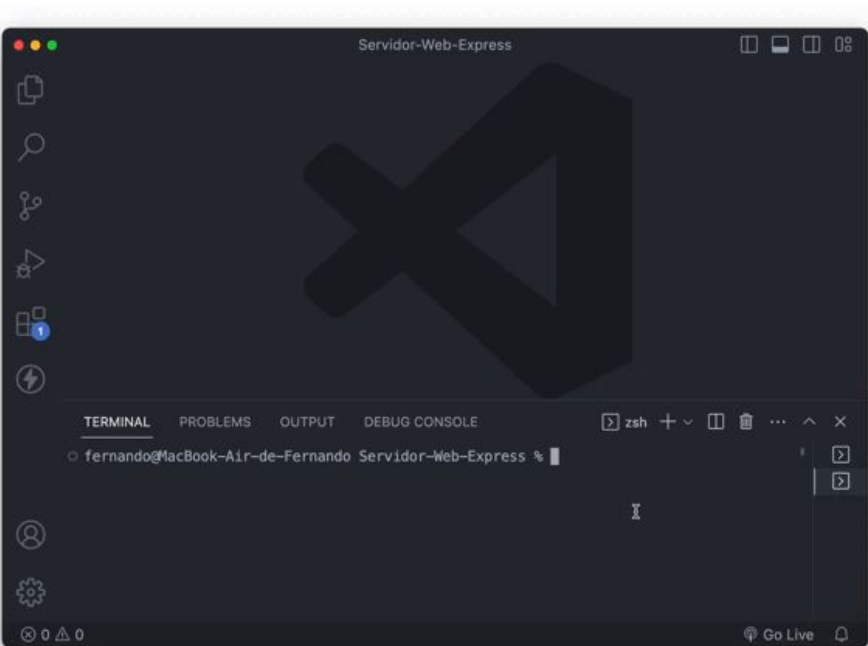 Servidor-Web-Express
1
TERMINAL PROBLEMS OUTPUT DEBUG CONSOLE zsh
fernando@MacBook-Air-de-Fernando Servidor-Web-Express %
0 0 Go Live